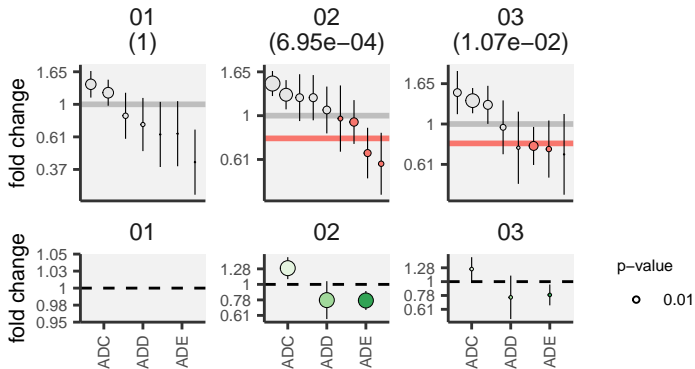 01
(1)
02
(6.95e−04)
03
(1.07e−02)
fold change
1.65
1
0.61
0.37
1.65
1
0.61
1.65
1
0.61
01
02
03
fold change
1.05
1.03
1
0.98
0.95
1.28
1
0.78
0.61
1.28
1
0.78
0.61
ADC
ADD
ADE
ADC
ADD
ADE
ADC
ADD
ADE
p−value
0.01